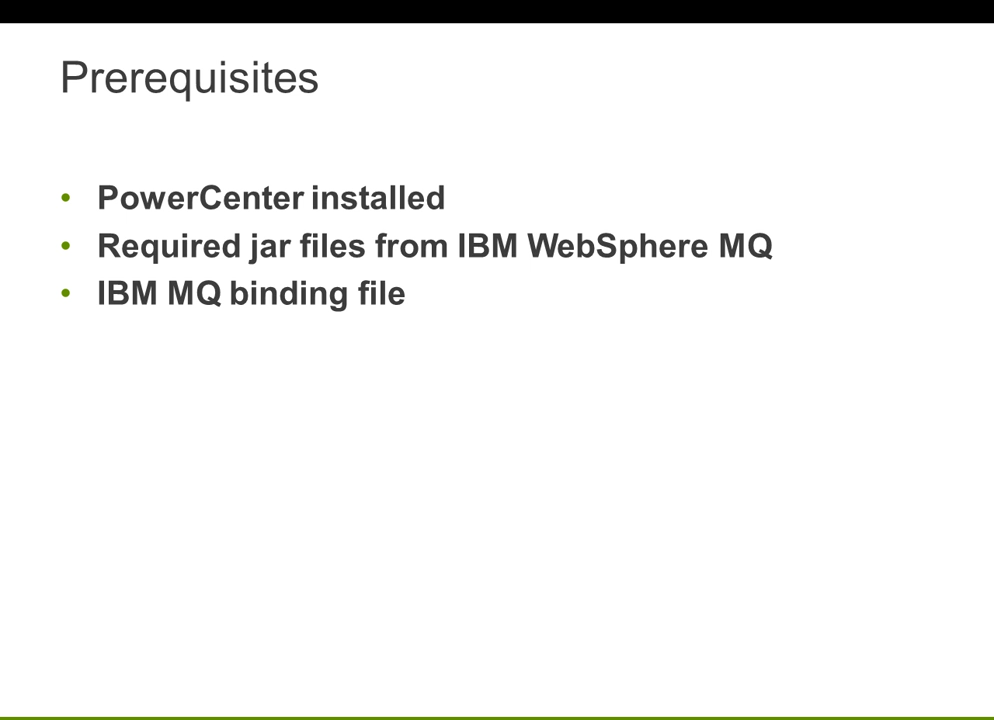 Prerequisites
• PowerCenter installed
• Required jar files from IBM WebSphere MQ
• IBM MQ binding file